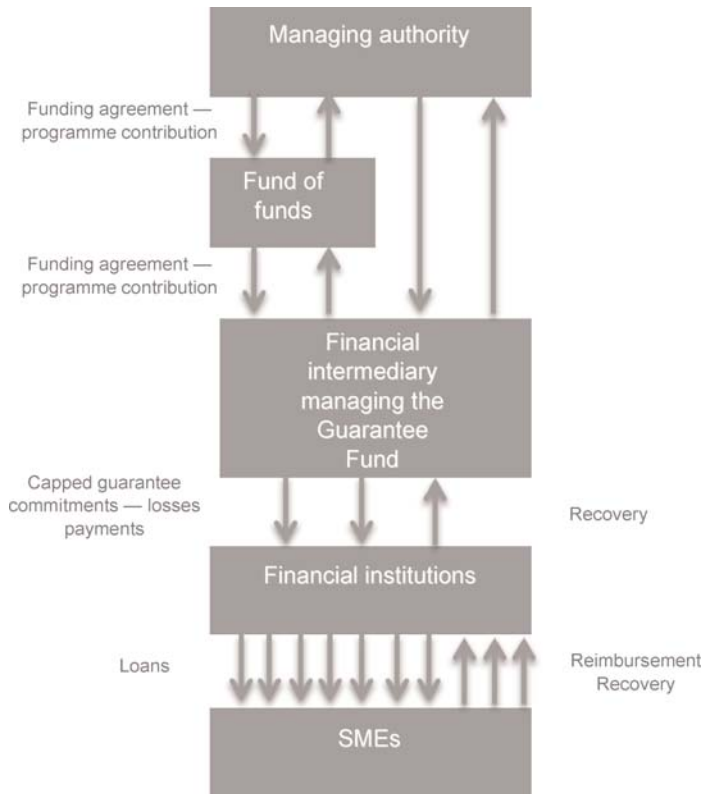 Managing authority
Funding agreement —
programme contribution
Fund of
funds
Funding agreement —
programme contribution
Financial
intermediary
managing the
Guarantee
Fund
Capped guarantee
commitments — losses
payments
Recovery
Financial institutions
Loans
Reimbursement
Recovery
SMEs